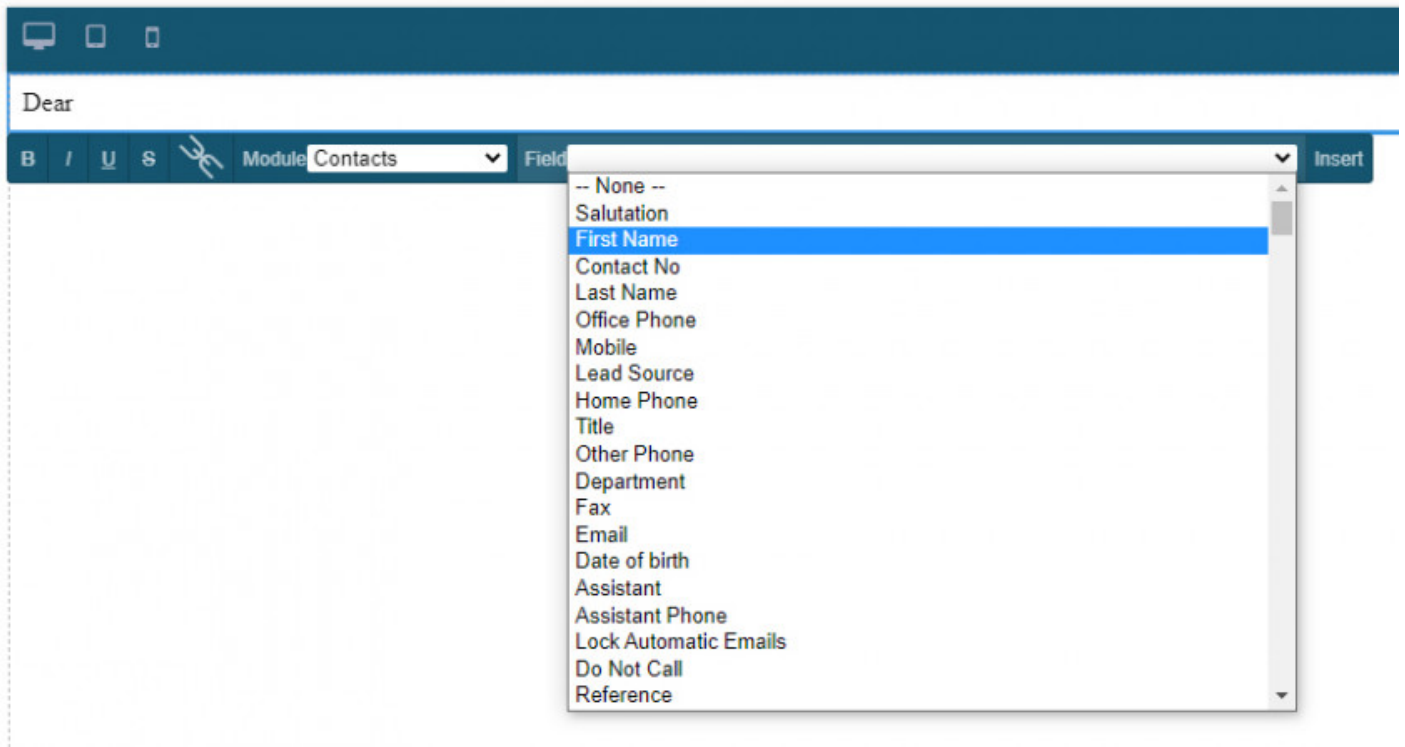 Dear
B I U S Module Contacts Field Insert
-- None --
Salutation
First Name
Contact No
Last Name
Office Phone
Mobile
Lead Source
Home Phone
Title
Other Phone
Department
Fax
Email
Date of birth
Assistant
Assistant Phone
Lock Automatic Emails
Do Not Call
Reference